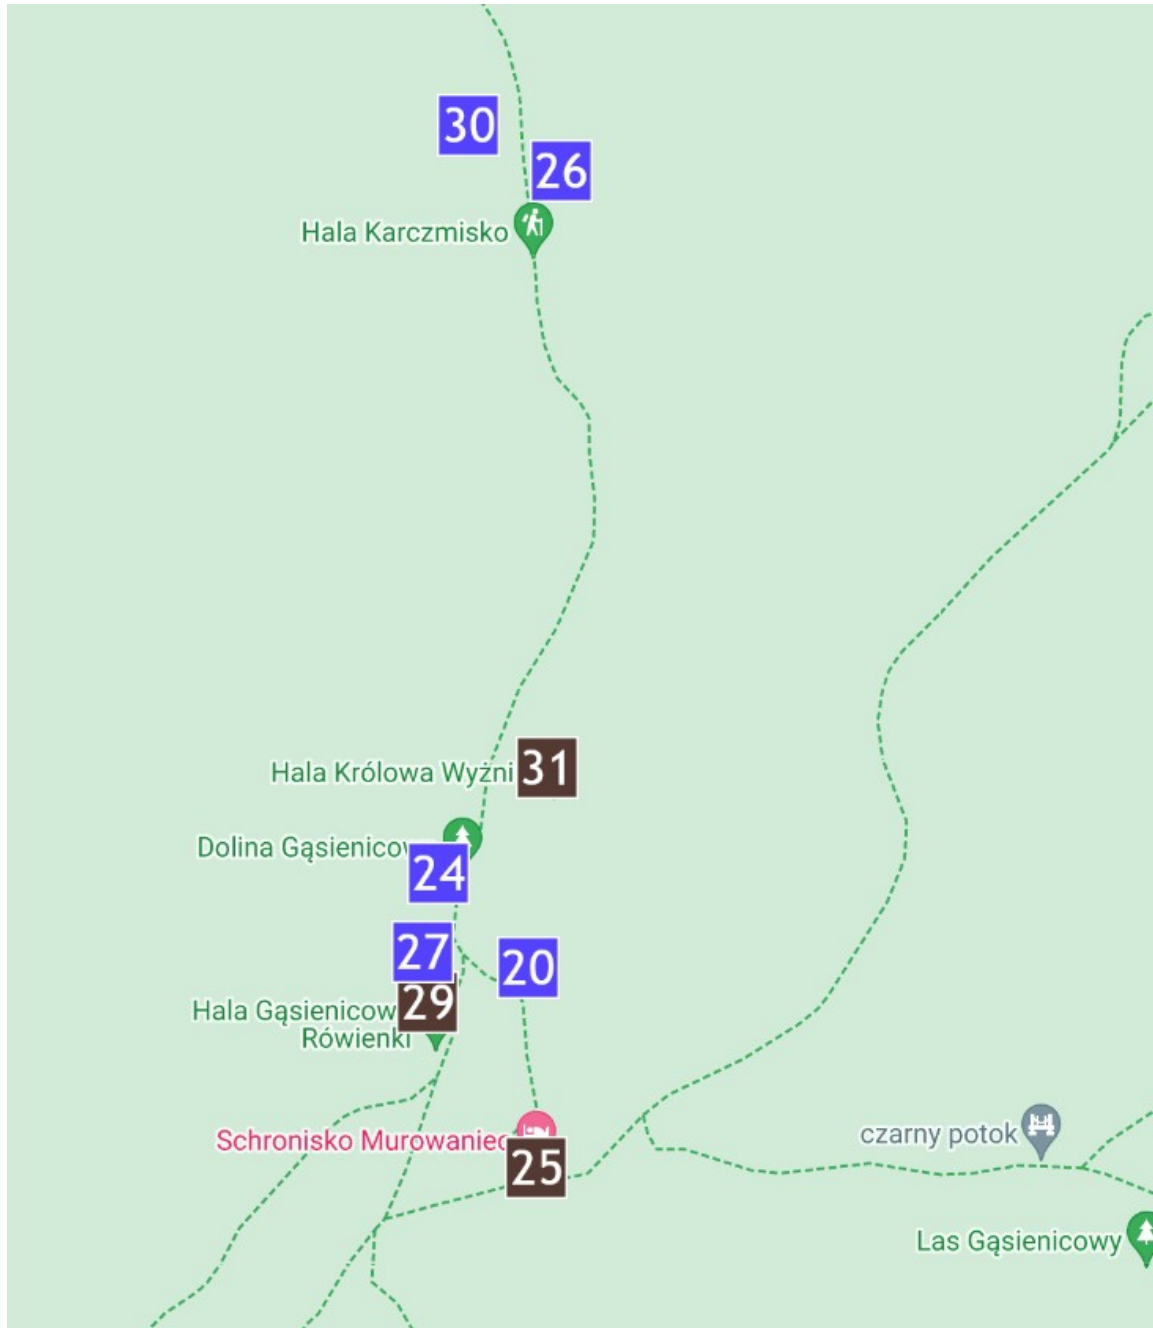 30
26
Hala Karczmisko
Hala Królowa Wyżni
31
Dolina Gąsienicow
24
27
20
Hala Gąsienicow
29
Rówienki
Schronisko Murowaniec
25
czarny potok
Las Gąsienicowy